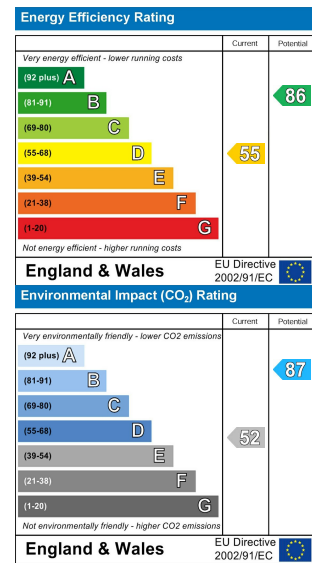 Energy Efficiency Rating
Current Potential
Very energy efficient - lower running costs
(92 plus) A
(81-91) B
(69-80) C
(55-68) D
(39-54) E
(21-38) F
(1-20) G
55
86
Not energy efficient - higher running costs
England & Wales
EU Directive
2002/91/EC
Environmental Impact (CO₂) Rating
Current Potential
Very environmentally friendly - lower CO2 emissions
(92 plus) A
(81-91) B
(69-80) C
(55-68) D
(39-54) E
(21-38) F
(1-20) G
52
87
Not environmentally friendly - higher CO2 emissions
England & Wales
EU Directive
2002/91/EC